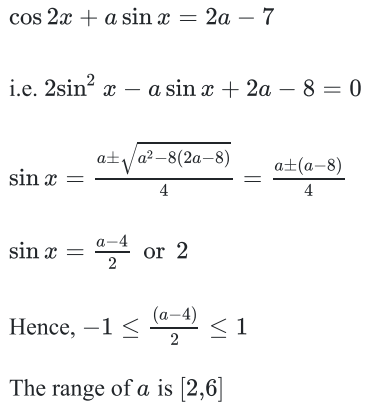 cos 2x + a sin x = 2a − 7
i.e. 2sin² x − a sin x + 2a − 8 = 0
sin x = (a±√(a²−8(2a−8)))/4 = (a±(a−8))/4
sin x = (a−4)/2 or 2
Hence, −1 ≤ (a−4)/2 ≤ 1
The range of a is [2,6]